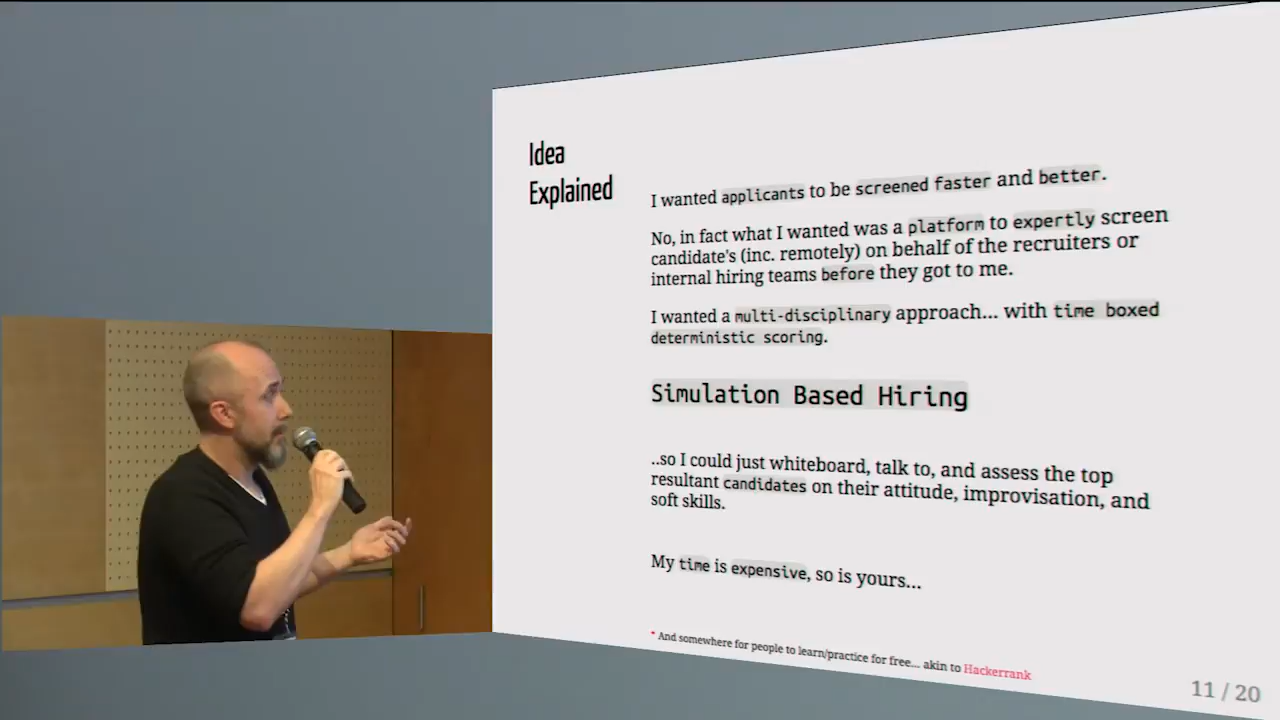 Idea
Explained
I wanted applicants to be screened faster and better.
No, in fact what I wanted was a platform to expertly screen
candidate's (inc. remotely) on behalf of the recruiters or
internal hiring teams before they got to me.
I wanted a multi-disciplinary approach... with time boxed
deterministic scoring.
Simulation Based Hiring
..so I could just whiteboard, talk to, and assess the top
resultant candidates on their attitude, improvisation, and
soft skills.
My time is expensive, so is yours...
* And somewhere for people to learn/practice for free... akin to Hackerrank
11 / 20